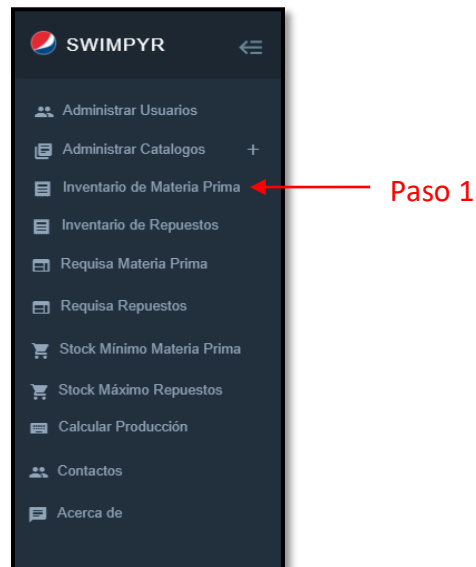 SWIMPYR
Administrar Usuarios
Administrar Catalogos +
Inventario de Materia Prima
Paso 1
Inventario de Repuestos
Requisa Materia Prima
Requisa Repuestos
Stock Mínimo Materia Prima
Stock Máximo Repuestos
Calcular Producción
Contactos
Acerca de